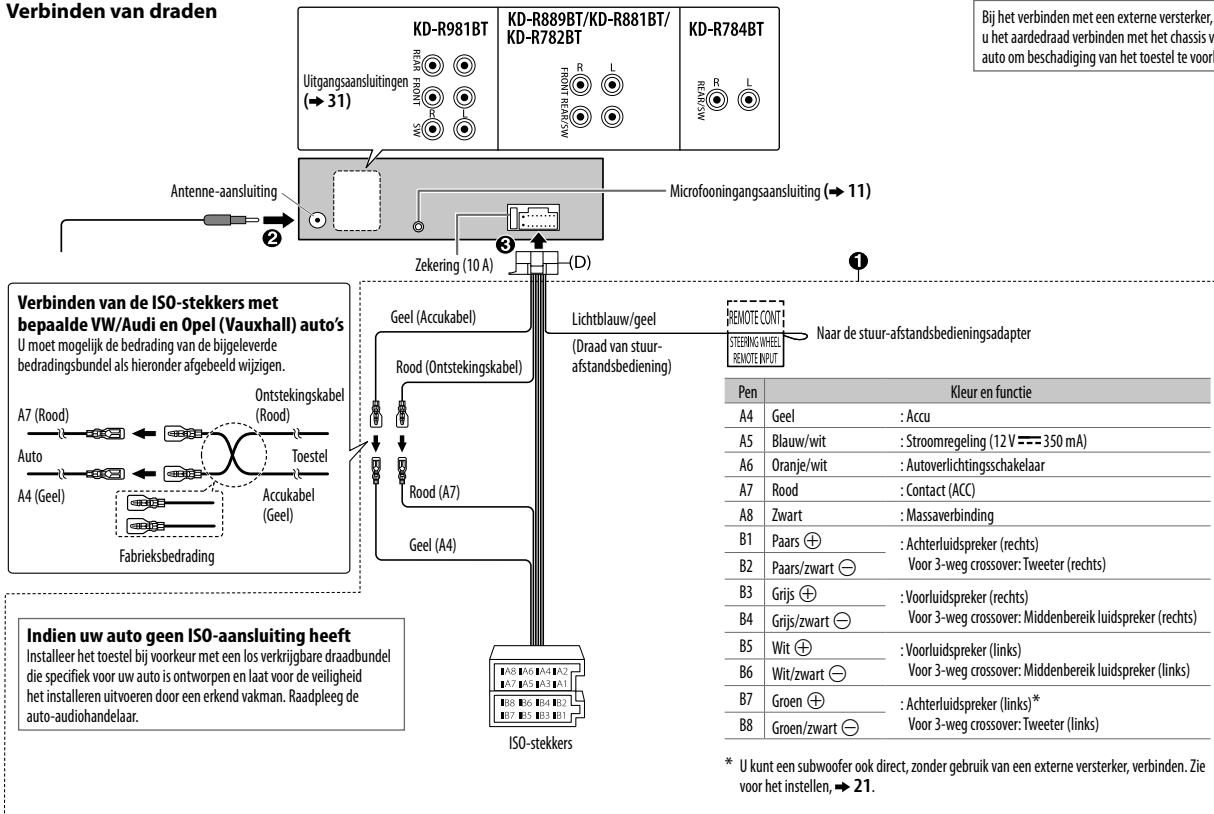 Verbinden van draden
KD-R981BT
KD-R889BT/KD-R881BT/
KD-R782BT
KD-R784BT
Uitgangsaansluitingen
(➔ 31)
REAR
FRONT
R L
SW
R L
FRONT
REAR/SW
R L
REAR/SW
Bij het verbinden met een externe versterker,
u het aardedraad verbinden met het chassis
auto om beschadiging van het toestel te
Antenne-aansluiting
Microfooningangsaansluiting (➔ 11)
❷
❸
Zekering (10 A)
(D)
❶
Verbinden van de ISO-stekkers met
bepaalde VW/Audi en Opel (Vauxhall) auto's
U moet mogelijk de bedrading van de bijgeleverde
bedradingsbundel als hieronder afgebeeld wijzigen.
A7 (Rood)
Ontstekingskabel
(Rood)
Auto
Toestel
A4 (Geel)
Accukabel
(Geel)
Fabrieksbedrading
Geel (Accukabel)
Rood (Ontstekingskabel)
Rood (A7)
Geel (A4)
Lichtblauw/geel
(Draad van stuur-
afstandsbediening)
REMOTE CONT
STEERING WHEEL
REMOTE INPUT
Naar de stuur-afstandsbedieningsadapter
Indien uw auto geen ISO-aansluiting heeft
Installeer het toestel bij voorkeur met een los verkrijgbare draadbundel
die specifiek voor uw auto is ontworpen en laat voor de veiligheid
het installeren uitvoeren door een erkend vakman. Raadpleeg de
auto-audiohandelaar.
A8 A6 A4 A2
A7 A5 A3 A1
B8 B6 B4 B2
B7 B5 B3 B1
ISO-stekkers
Pen Kleur en functie
A4 Geel : Accu
A5 Blauw/wit : Stroomregeling (12 V ⎓ 350 mA)
A6 Oranje/wit : Autoverlichtingsschakelaar
A7 Rood : Contact (ACC)
A8 Zwart : Massaverbinding
B1 Paars ⊕ : Achterluidspreker (rechts)
B2 Paars/zwart ⊖ Voor 3-weg crossover: Tweeter (rechts)
B3 Grijs ⊕ : Voorluidspreker (rechts)
B4 Grijs/zwart ⊖ Voor 3-weg crossover: Middenbereik luidspreker (rechts)
B5 Wit ⊕ : Voorluidspreker (links)
B6 Wit/zwart ⊖ Voor 3-weg crossover: Middenbereik luidspreker (links)
B7 Groen ⊕ : Achterluidspreker (links)*
B8 Groen/zwart ⊖ Voor 3-weg crossover: Tweeter (links)
* U kunt een subwoofer ook direct, zonder gebruik van een externe versterker, verbinden. Zie
voor het instellen, ➔ 21.